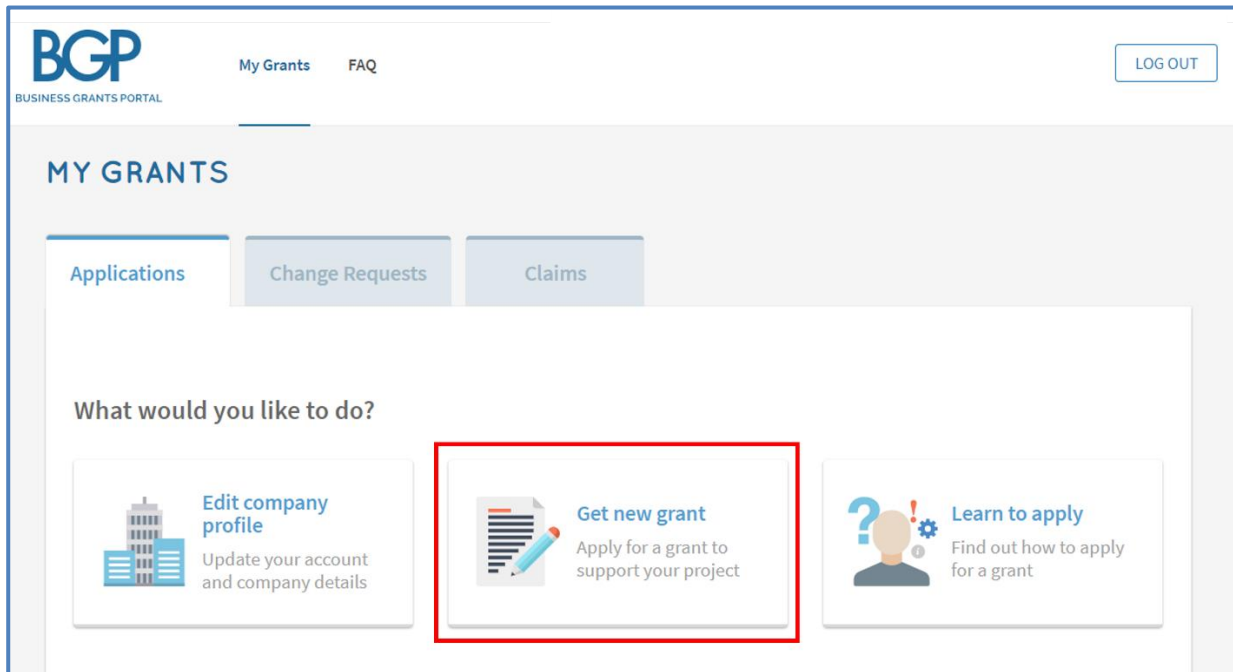 BGP
BUSINESS GRANTS PORTAL
My Grants
FAQ
LOG OUT
MY GRANTS
Applications
Change Requests
Claims
What would you like to do?
Edit company
profile
Update your account
and company details
Get new grant
Apply for a grant to
support your project
Learn to apply
Find out how to apply
for a grant